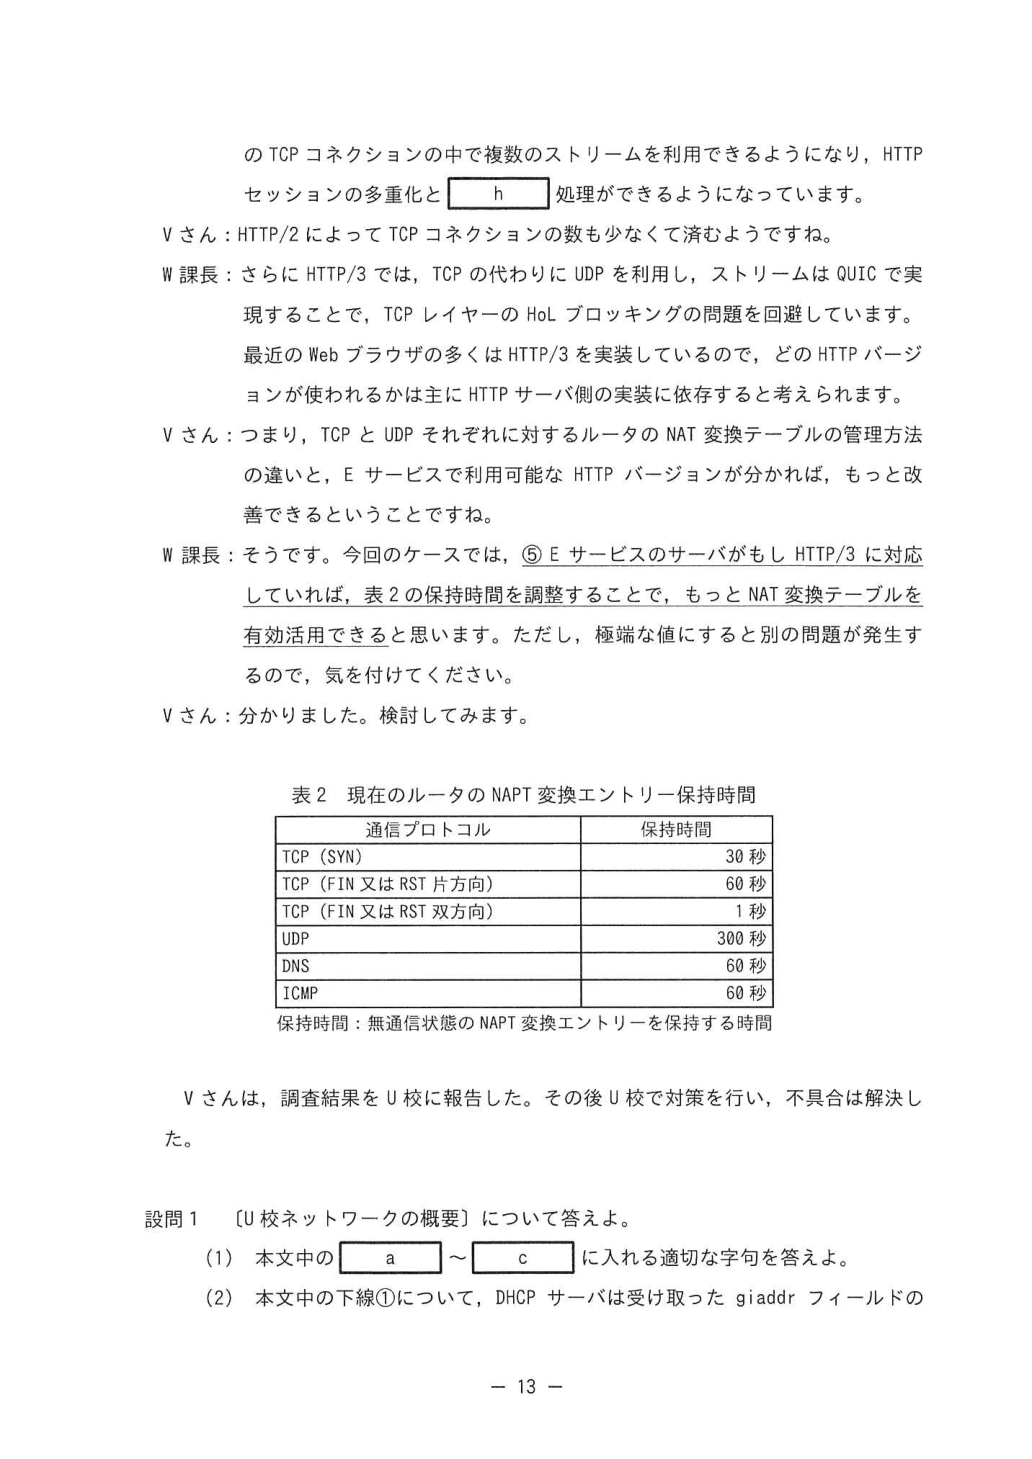 の TCP コネクションの中で複数のストリームを利用できるようになり，HTTP
セッションの多重化と h 処理ができるようになっています。
V さん：HTTP/2 によって TCP コネクションの数も少なくて済むようですね。
W 課長：さらに HTTP/3 では，TCP の代わりに UDP を利用し，ストリームは QUIC で実
現することで，TCP レイヤーの HoL ブロッキングの問題を回避しています。
最近の Web ブラウザの多くは HTTP/3 を実装しているので，どの HTTP バージ
ョンが使われるかは主に HTTP サーバ側の実装に依存すると考えられます。
V さん：つまり，TCP と UDP それぞれに対するルータの NAT 変換テーブルの管理方法
の違いと，E サービスで利用可能な HTTP バージョンが分かれば，もっと改
善できるということですね。
W 課長：そうです。今回のケースでは，⑤E サービスのサーバがもし HTTP/3 に対応
していれば，表 2 の保持時間を調整することで，もっと NAT 変換テーブルを
有効活用できると思います。ただし，極端な値にすると別の問題が発生す
るので，気を付けてください。
V さん：分かりました。検討してみます。
表 2 現在のルータの NAPT 変換エントリー保持時間
通信プロトコル 保持時間
TCP（SYN） 30 秒
TCP（FIN 又は RST 片方向） 60 秒
TCP（FIN 又は RST 双方向） 1 秒
UDP 300 秒
DNS 60 秒
ICMP 60 秒
保持時間：無通信状態の NAPT 変換エントリーを保持する時間
V さんは，調査結果を U 校に報告した。その後 U 校で対策を行い，不具合は解決し
た。
設問 1 〔U 校ネットワークの概要〕について答えよ。
(1) 本文中の a ～ c に入れる適切な字句を答えよ。
(2) 本文中の下線①について，DHCP サーバは受け取った giaddr フィールドの
－ 13 －